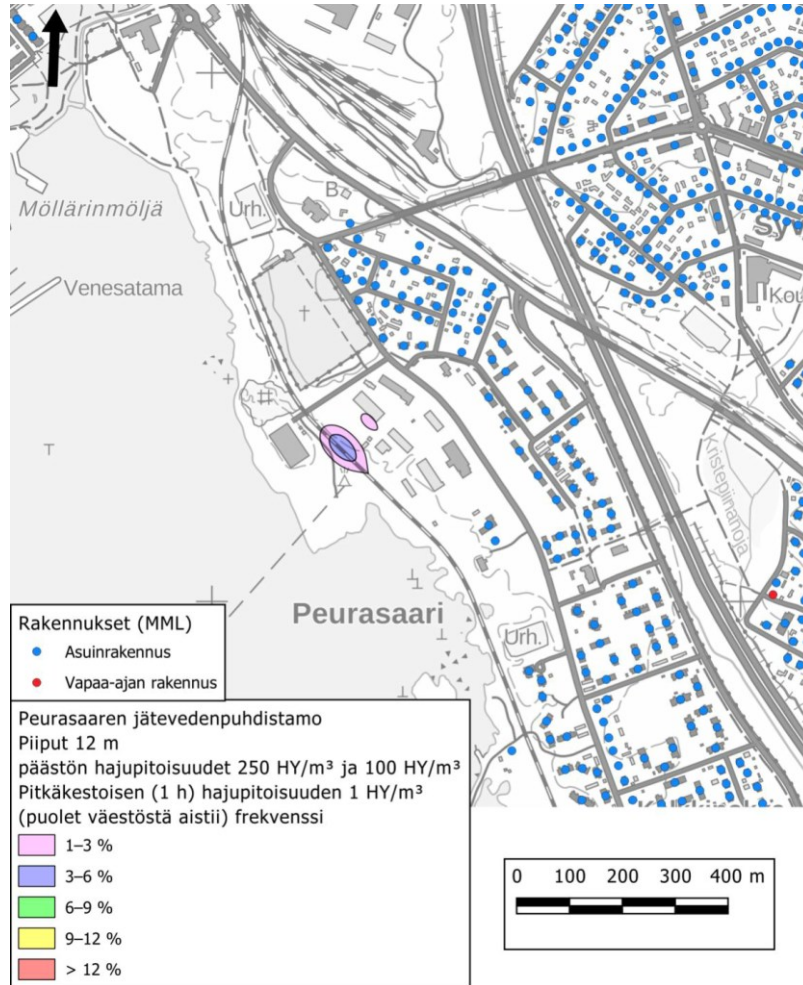 B.
Urh.
Möllärinmöljä
Venesatama
Kou
Kristepiinanoja
Peurasaari
Urh.
Rakennukset (MML)
Asuinrakennus
Vapaa-ajan rakennus
Peurasaaren jätevedenpuhdistamo
Piiput 12 m
päästön hajupitoisuudet 250 HY/m³ ja 100 HY/m³
Pitkäkestoisen (1 h) hajupitoisuuden 1 HY/m³
(puolet väestöstä aistii) frekvenssi
1–3 %
3–6 %
6–9 %
9–12 %
> 12 %
0 100 200 300 400 m